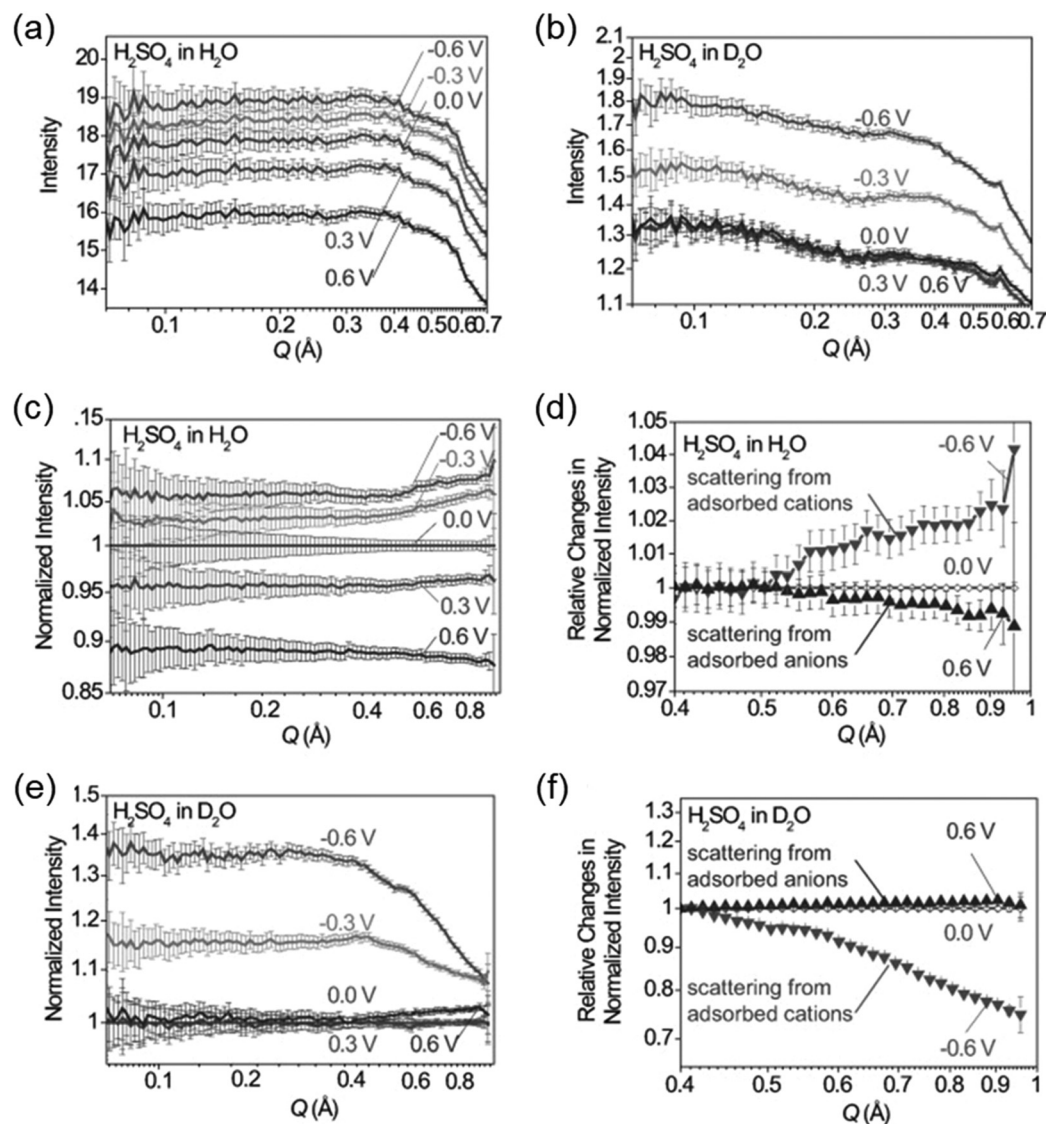 (a)
H₂SO₄ in H₂O
-0.6 V
-0.3 V
0.0 V
0.3 V
0.6 V
20
19
18
17
16
15
14
Intensity
0.1 0.2 0.3 0.4 0.5 0.6 0.7
Q (Å)
(b)
H₂SO₄ in D₂O
-0.6 V
-0.3 V
0.0 V
0.3 V 0.6 V
2.1
2.0
1.9
1.8
1.7
1.6
1.5
1.4
1.3
1.2
1.1
Intensity
0.1 0.2 0.3 0.4 0.5 0.6 0.7
Q (Å)
(c)
H₂SO₄ in H₂O
-0.6 V
-0.3 V
0.0 V
0.3 V
0.6 V
.15
1.1
1.05
1
0.95
0.9
0.85
Normalized Intensity
0.1 0.2 0.4 0.6 0.8
Q (Å)
(d)
H₂SO₄ in H₂O
-0.6 V
scattering from
adsorbed cations
0.0 V
scattering from
adsorbed anions
0.6 V
1.05
1.04
1.03
1.02
1.01
1
0.99
0.98
0.97
Relative Changes in
Normalized Intensity
0.4 0.5 0.6 0.7 0.8 0.9 1
Q (Å)
(e)
H₂SO₄ in D₂O
-0.6 V
-0.3 V
0.0 V
0.3 V 0.6 V
1.5
1.4
1.3
1.2
1.1
1
Normalized Intensity
0.1 0.2 0.4 0.6 0.8
Q (Å)
(f)
H₂SO₄ in D₂O
0.6 V
scattering from
adsorbed anions
0.0 V
scattering from
adsorbed cations
-0.6 V
1.3
1.2
1.1
1
0.9
0.8
0.7
Relative Changes in
Normalized Intensity
0.4 0.5 0.6 0.7 0.8 0.9 1
Q (Å)